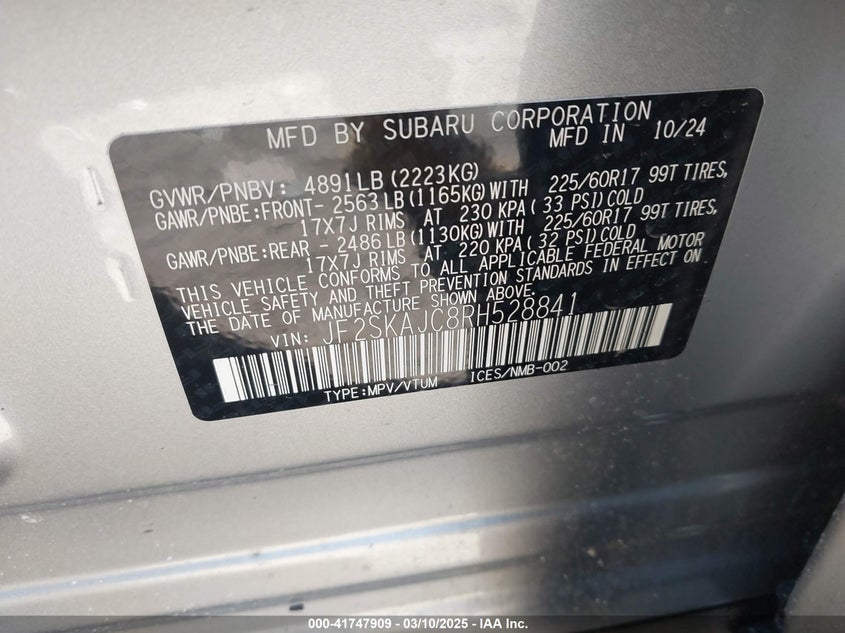 MFD BY SUBARU CORPORATION
MFD IN 10/24
GVWR/PNBV: 4891LB(2223KG)
GAWR/PNBE:FRONT- 2563LB(1165KG)WITH 225/60R17 99T TIRES,
17X7J RIMS AT 230 KPA( 33 PSI)COLD
GAWR/PNBE:REAR - 2486LB(1130KG)WITH 225/60R17 99T TIRES,
17X7J RIMS AT 220 KPA( 32 PSI)COLD
THIS VEHICLE CONFORMS TO ALL APPLICABLE FEDERAL MOTOR
VEHICLE SAFETY AND THEFT PREVENTION STANDARDS IN EFFECT ON
THE DATE OF MANUFACTURE SHOWN ABOVE.
VIN: JF2SKAJC8RH528841
TYPE:MPV/VTUM ICES/NMB-002
000-41747909 — 03/10/2025 — IAA Inc.